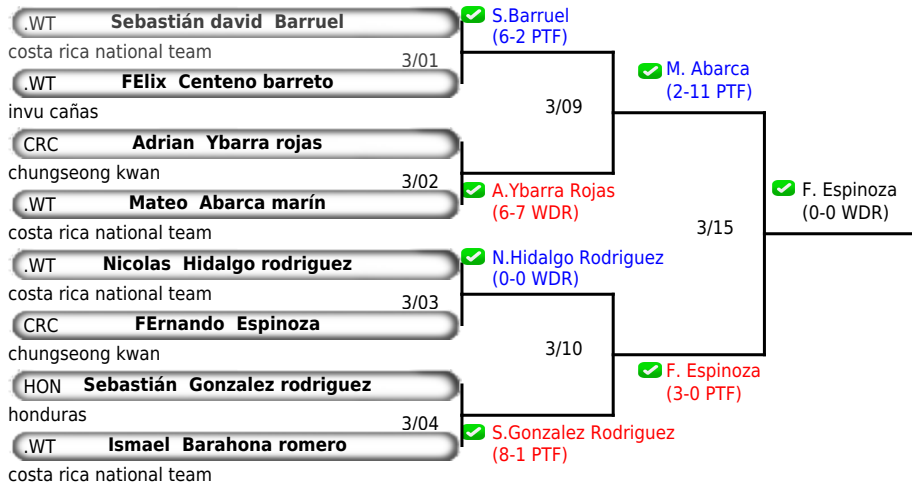 .WT Sebastián david Barruel
costa rica national team
.WT FElix Centeno barreto
invu cañas
CRC Adrian Ybarra rojas
chungseong kwan
.WT Mateo Abarca marín
costa rica national team
.WT Nicolas Hidalgo rodriguez
costa rica national team
CRC FErnando Espinoza
chungseong kwan
HON Sebastián Gonzalez rodriguez
honduras
.WT Ismael Barahona romero
costa rica national team
3/01
3/02
3/03
3/04
S.Barruel
(6-2 PTF)
A.Ybarra Rojas
(6-7 WDR)
N.Hidalgo Rodriguez
(0-0 WDR)
S.Gonzalez Rodriguez
(8-1 PTF)
3/09
3/10
M. Abarca
(2-11 PTF)
F. Espinoza
(3-0 PTF)
3/15
F. Espinoza
(0-0 WDR)